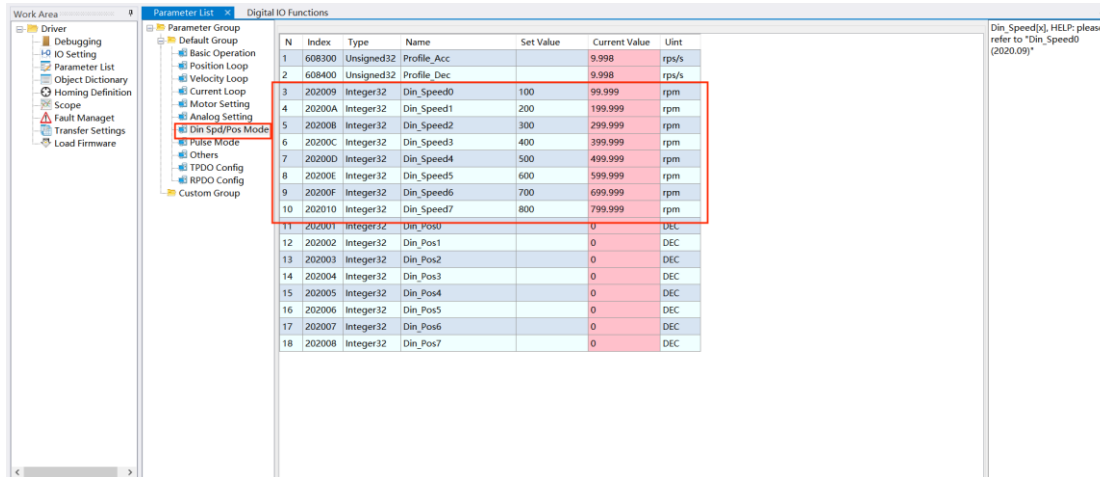 Work Area
Driver
Debugging
IO Setting
Parameter List
Object Dictionary
Homing Definition
Scope
Fault Managet
Transfer Settings
Load Firmware
Parameter List × Digital IO Functions
Parameter Group
Default Group
Basic Operation
Position Loop
Velocity Loop
Current Loop
Motor Setting
Analog Setting
Din Spd/Pos Mode
Pulse Mode
Others
TPDO Config
RPDO Config
Custom Group
N Index Type Name Set Value Current Value Uint
1 608300 Unsigned32 Profile_Acc 9.998 rps/s
2 608400 Unsigned32 Profile_Dec 9.998 rps/s
3 202009 Integer32 Din_Speed0 100 99.999 rpm
4 20200A Integer32 Din_Speed1 200 199.999 rpm
5 20200B Integer32 Din_Speed2 300 299.999 rpm
6 20200C Integer32 Din_Speed3 400 399.999 rpm
7 20200D Integer32 Din_Speed4 500 499.999 rpm
8 20200E Integer32 Din_Speed5 600 599.999 rpm
9 20200F Integer32 Din_Speed6 700 699.999 rpm
10 202010 Integer32 Din_Speed7 800 799.999 rpm
11 202001 Integer32 Din_Pos0 0 DEC
12 202002 Integer32 Din_Pos1 0 DEC
13 202003 Integer32 Din_Pos2 0 DEC
14 202004 Integer32 Din_Pos3 0 DEC
15 202005 Integer32 Din_Pos4 0 DEC
16 202006 Integer32 Din_Pos5 0 DEC
17 202007 Integer32 Din_Pos6 0 DEC
18 202008 Integer32 Din_Pos7 0 DEC
Din_Speed[x], HELP: pleas
refer to "Din_Speed0
(2020.09)"